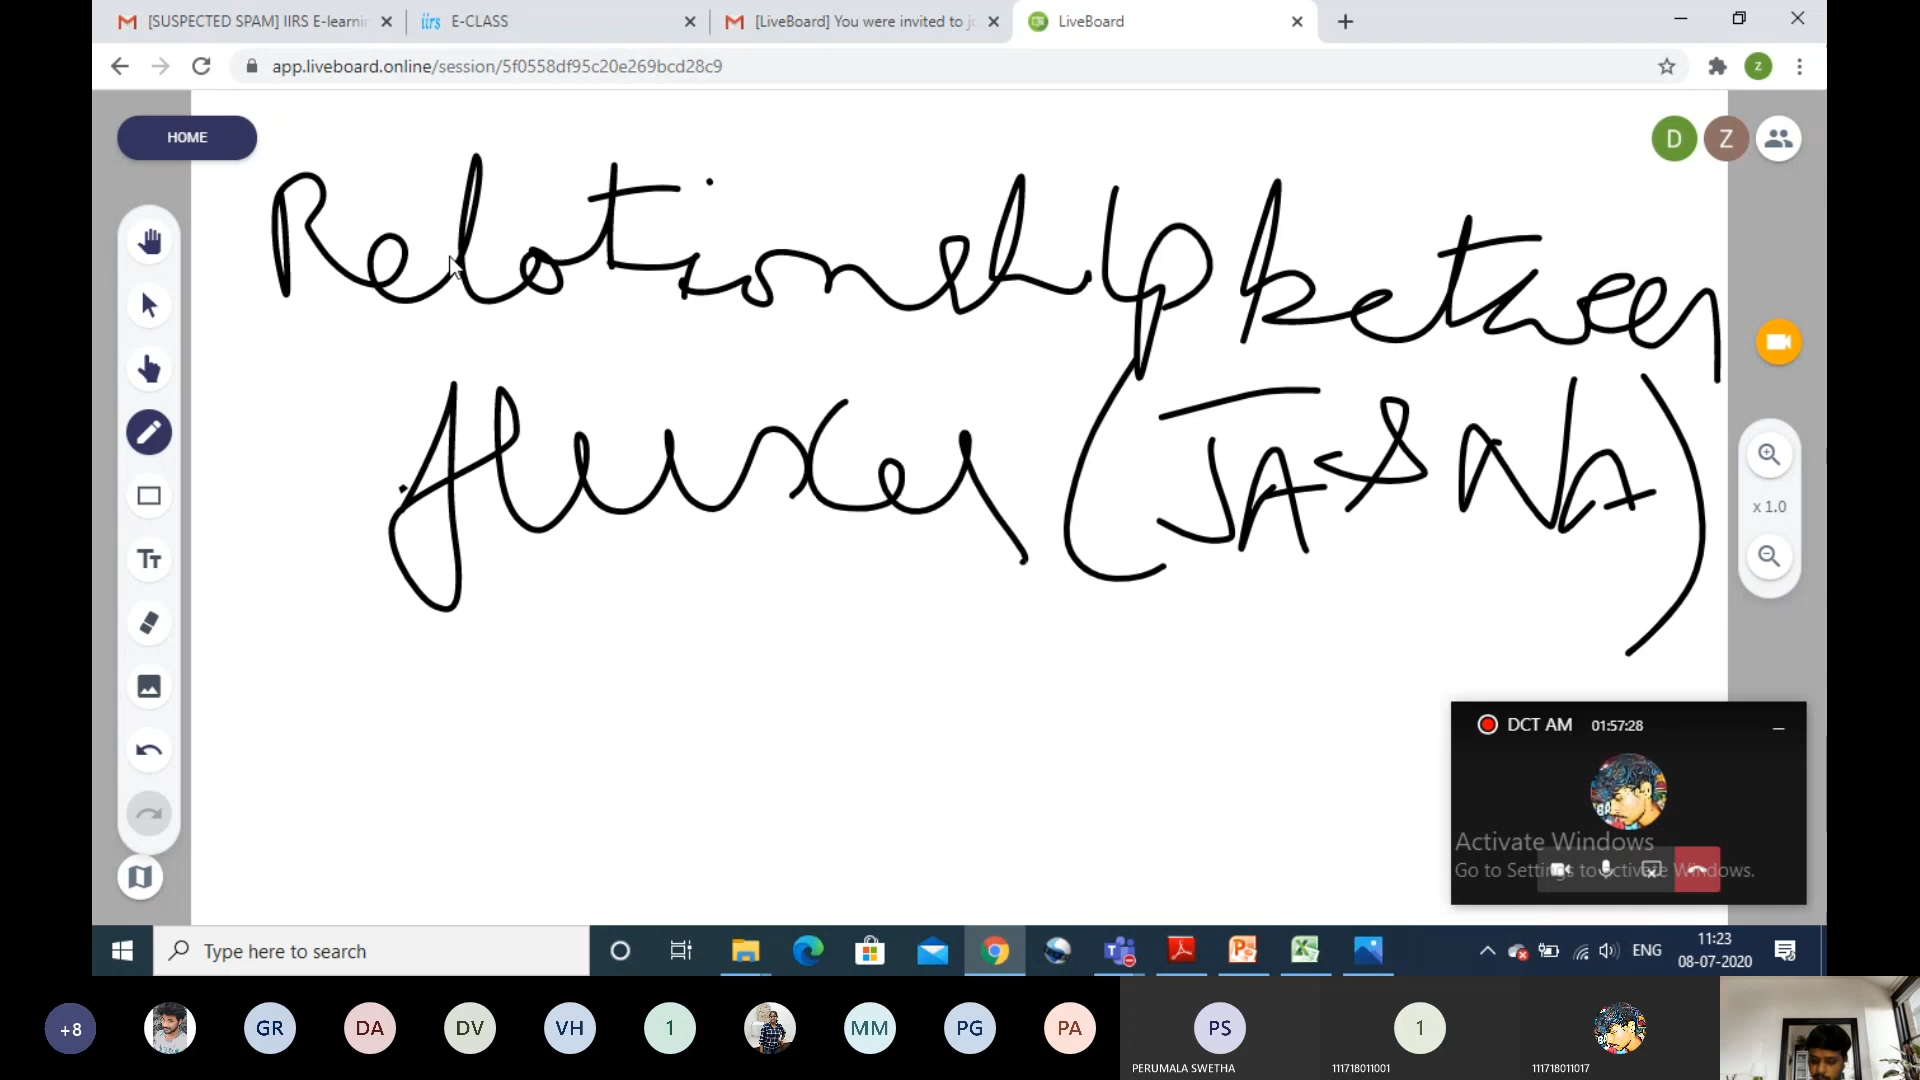 [SUSPECTED SPAM] IIRS E-learni
iirs E-CLASS
[LiveBoard] You were invited to j
LiveBoard
app.liveboard.online/session/5f0558df95c20e269bcd28c9
Z
HOME
D Z
Relationship between
fluxes (JA & NA)
Tт
x 1.0
DCT AM 01:57:28
Activate Windows
Go to Settings to activate Windows.
Type here to search
ENG
11:23
08-07-2020
+8 GR DA DV VH 1 MM PG PA PS 1
PERUMALA SWETHA 111718011001 111718011017